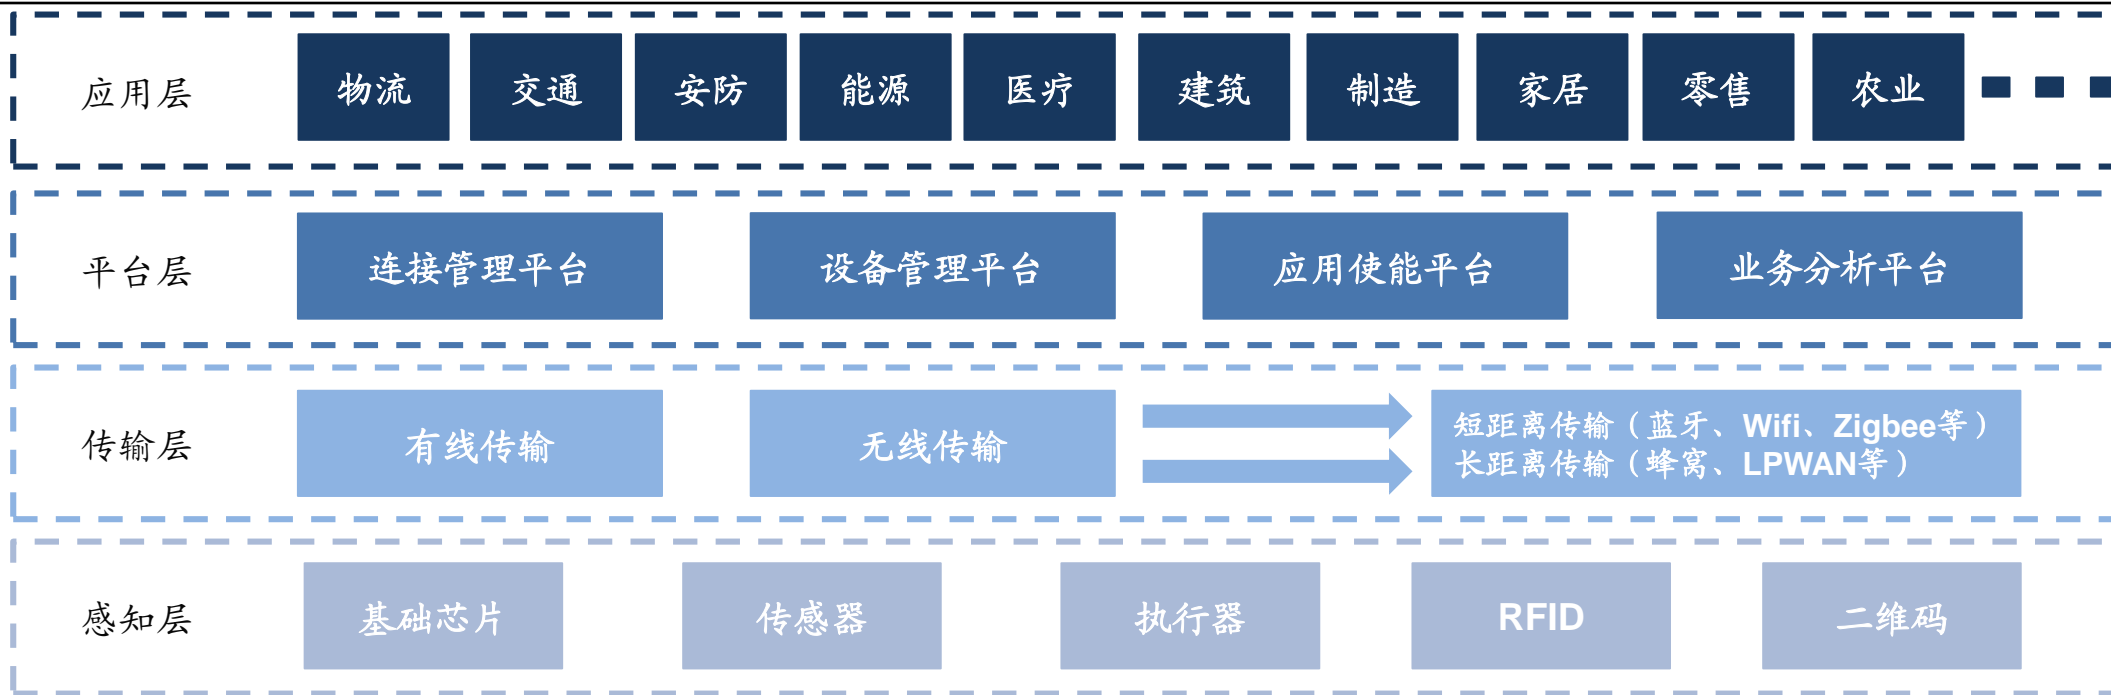 应用层 物流 交通 安防 能源 医疗 建筑 制造 家居 零售 农业
平台层 连接管理平台 设备管理平台 应用使能平台 业务分析平台
传输层 有线传输 无线传输
短距离传输（蓝牙、Wifi、Zigbee等）
长距离传输（蜂窝、LPWAN等）
感知层 基础芯片 传感器 执行器 RFID 二维码